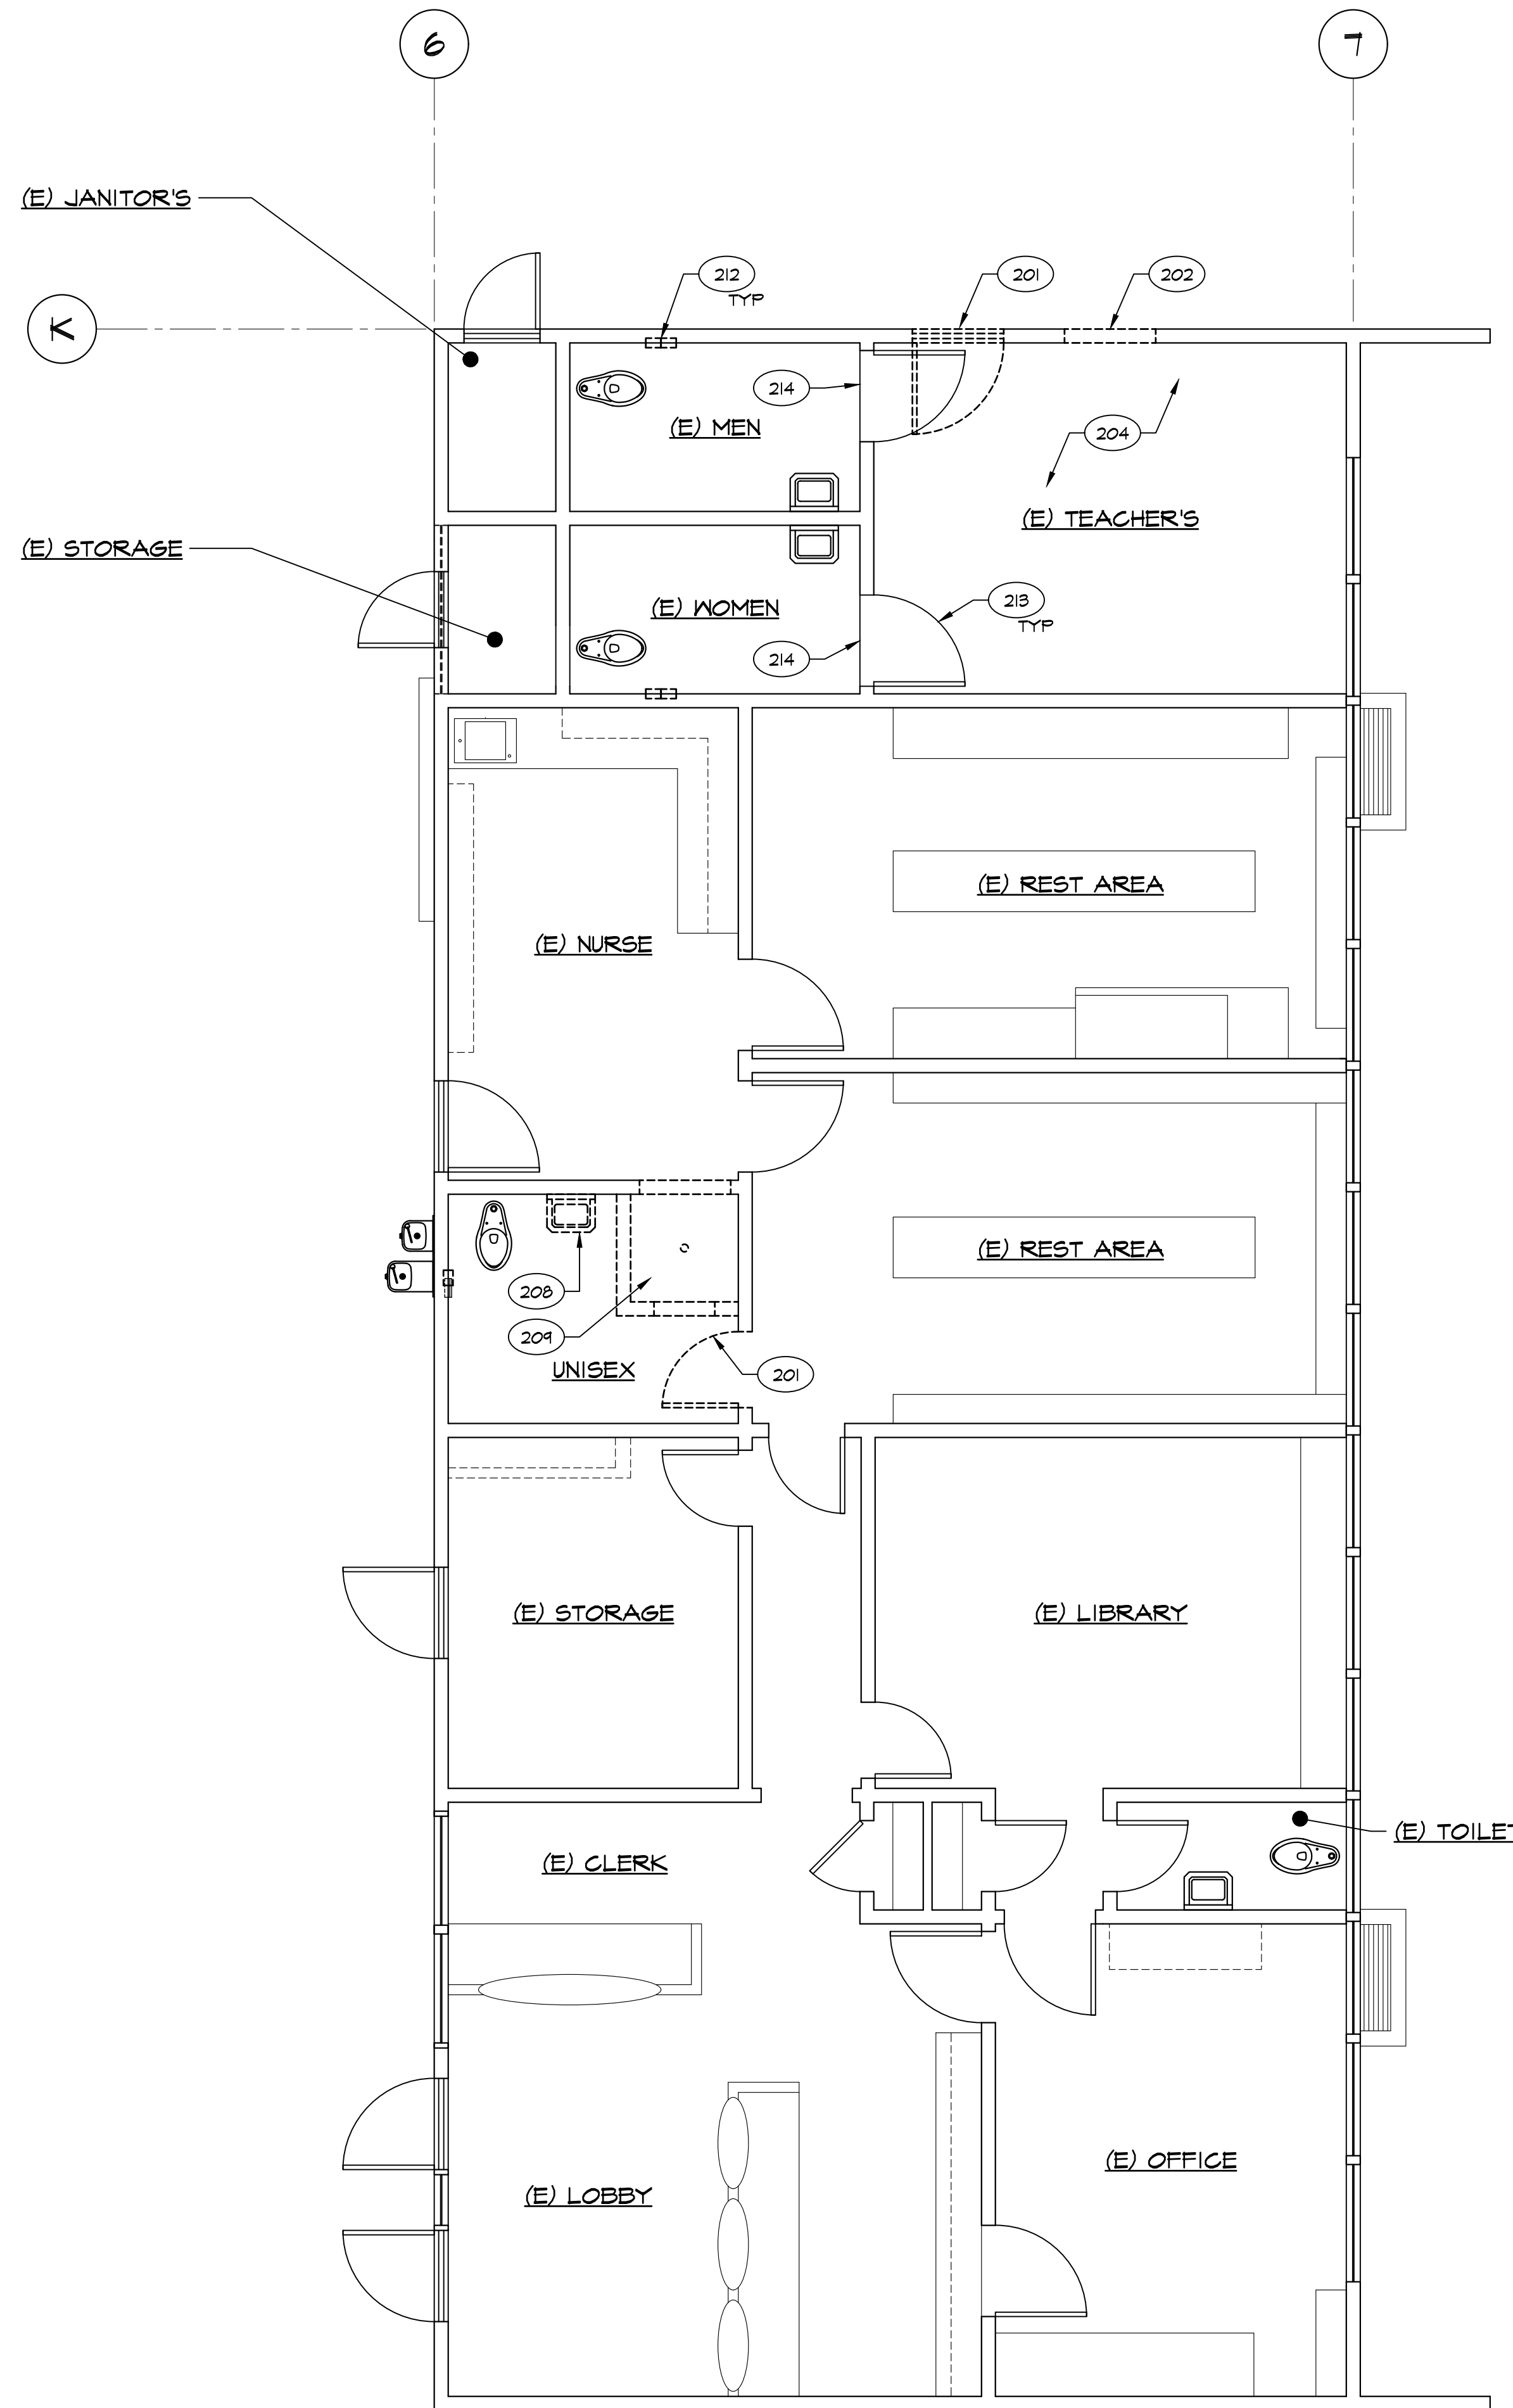 6
7
(E) JANITOR'S
212
TYP
201
202
A
214
204
(E) MEN
(E) TEACHER'S
(E) STORAGE
213
TYP
(E) WOMEN
214
(E) REST AREA
(E) NURSE
(E) REST AREA
208
209
UNISEX
201
(E) STORAGE
(E) LIBRARY
(E) TOILET
(E) CLERK
(E) OFFICE
(E) LOBBY